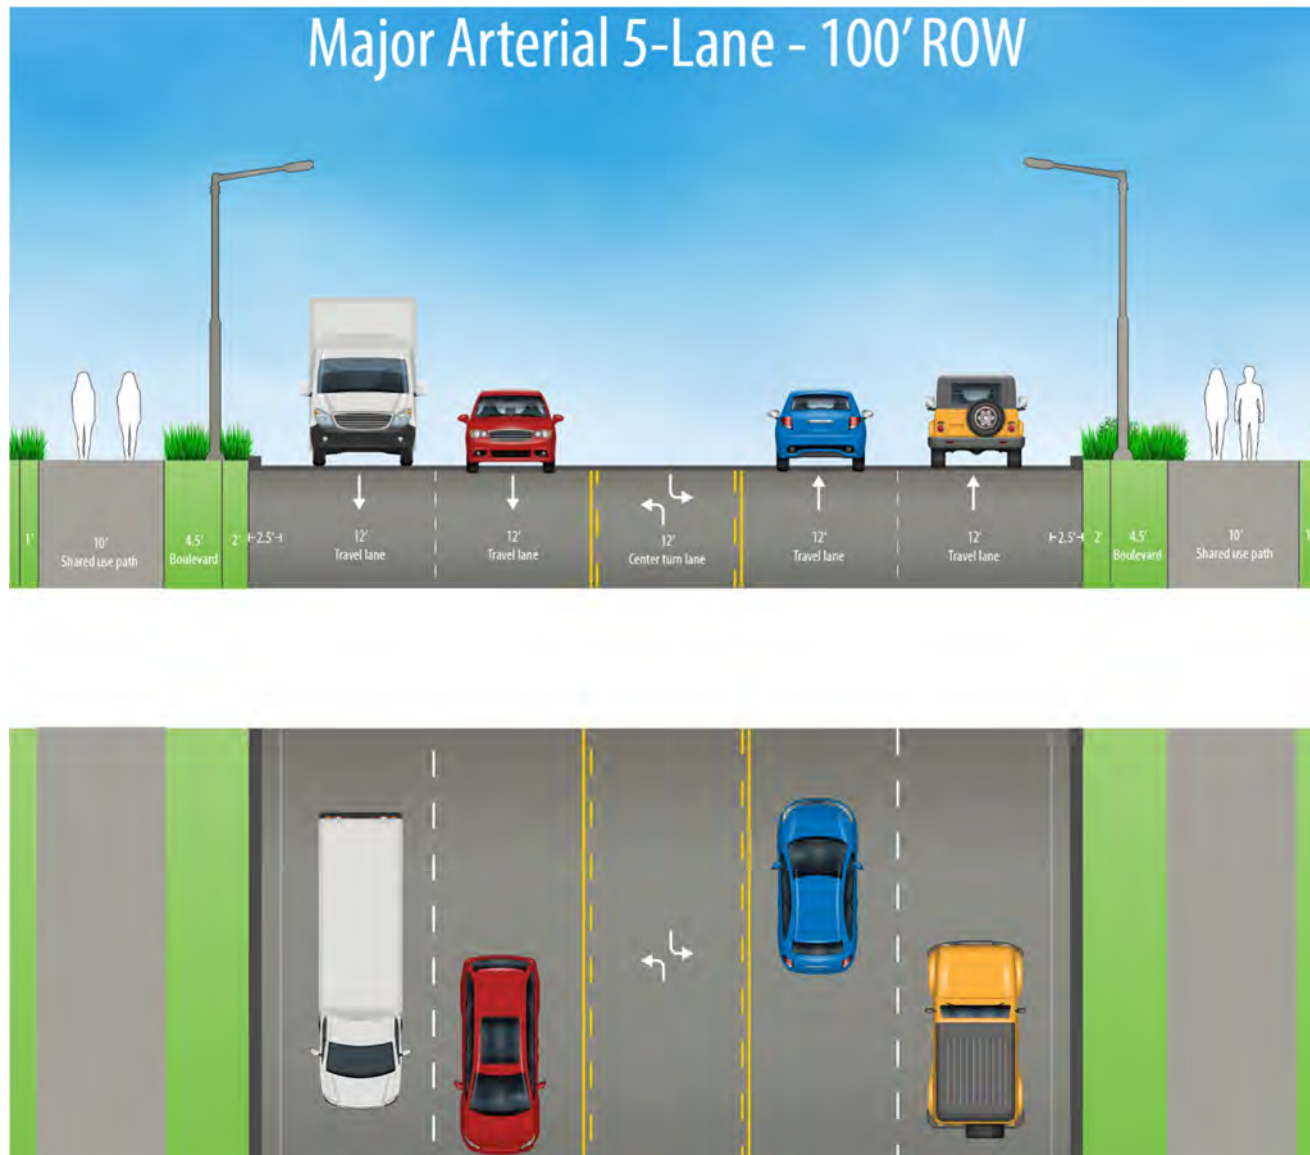 Major Arterial 5-Lane - 100' ROW
1'
10'
Shared use path
4.5'
Boulevard
2'
2.5'
12'
Travel lane
12'
Travel lane
12'
Center turn lane
12'
Travel lane
12'
Travel lane
2.5'
2'
4.5'
Boulevard
10'
Shared use path
1